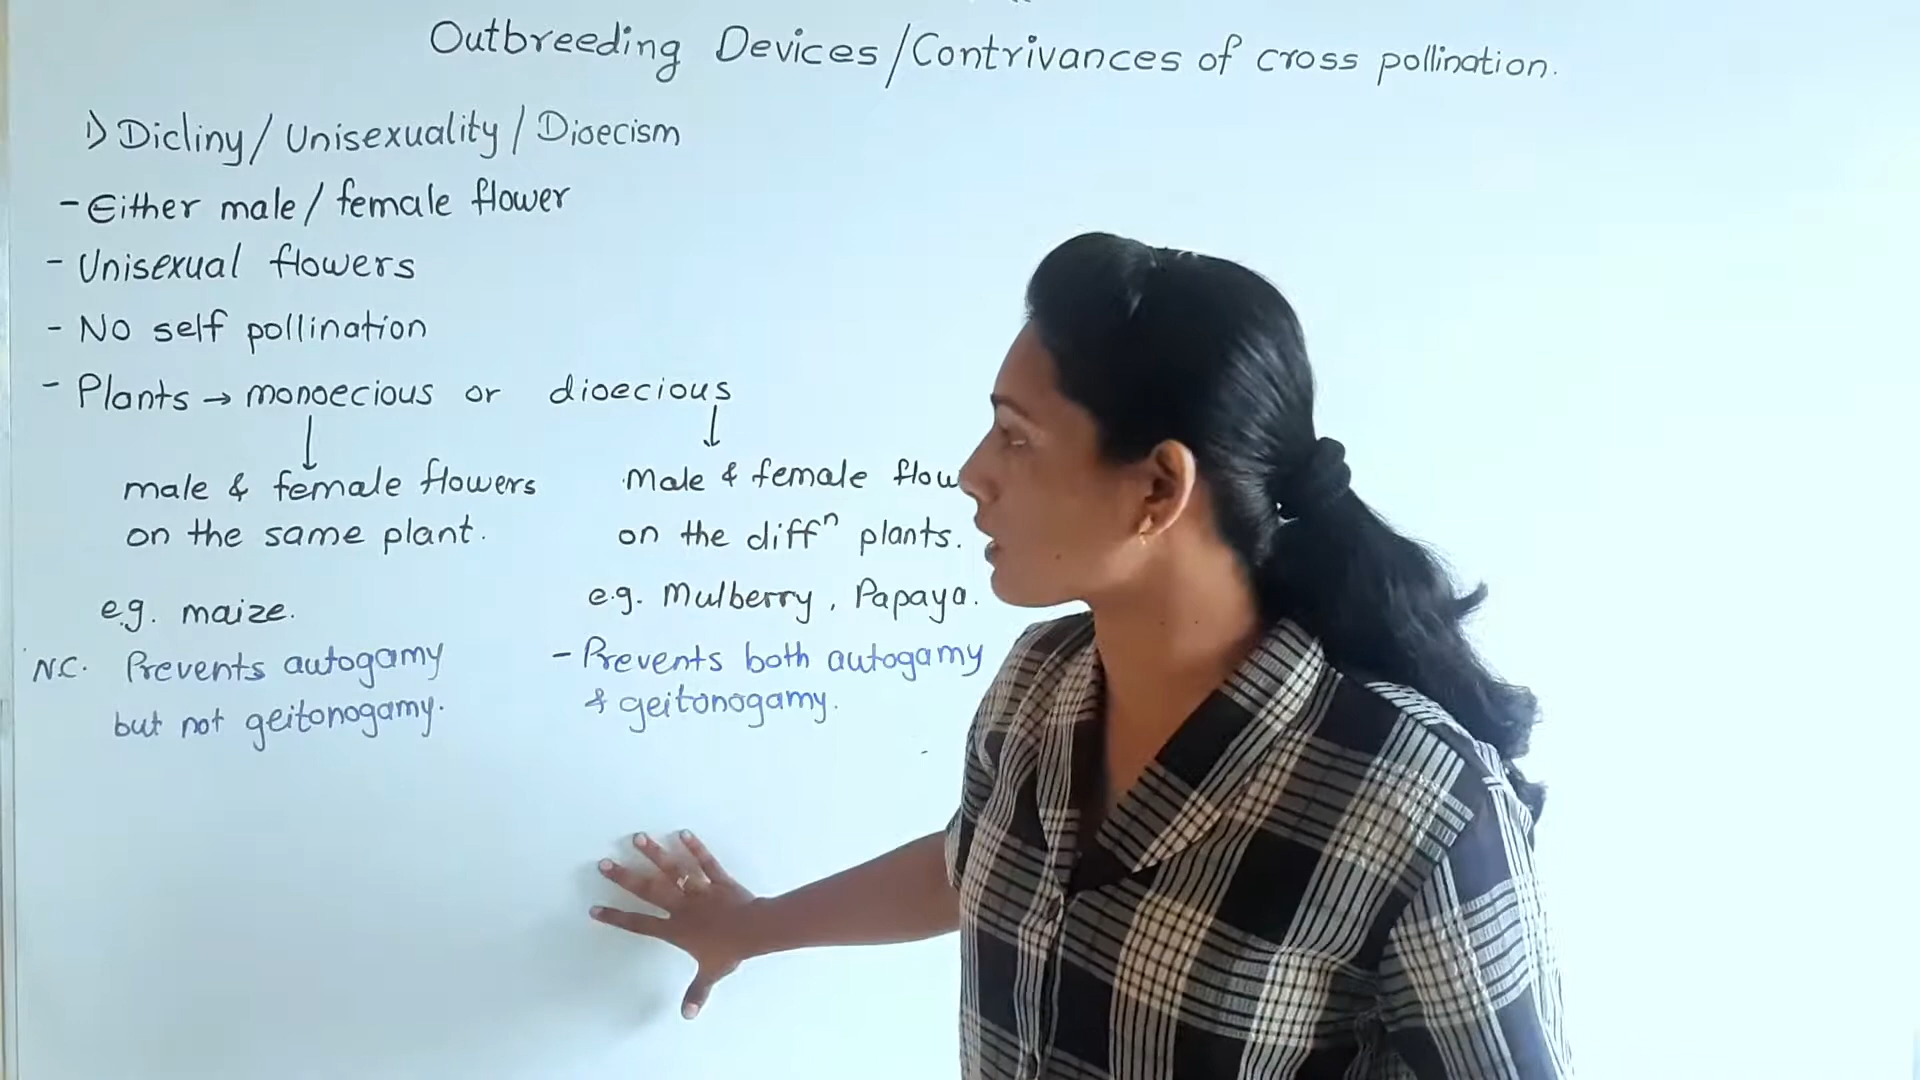 Outbreeding Devices/Contrivances of cross pollination.
1) Dicliny/Unisexuality/Dioecism
- Either male/female flower
- Unisexual flowers
- No self pollination
- Plants → monoecious or dioecious
male & female flowers
on the same plant.
e.g. maize.
N.C. Prevents autogamy
but not geitonogamy.
Male & female flow
on the diffn plants.
e.g. Mulberry, Papaya.
- Prevents both autogamy
& geitonogamy.